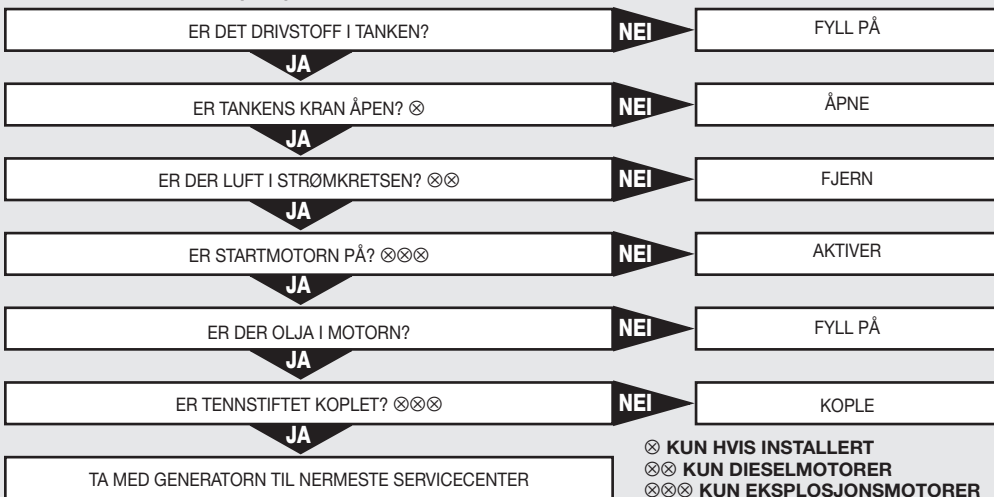 ER DET DRIVSTOFF I TANKEN?
NEI
FYLL PÅ
JA
ER TANKENS KRAN ÅPEN? ⊗
NEI
ÅPNE
JA
ER DER LUFT I STRØMKRETSEN? ⊗⊗
NEI
FJERN
JA
ER STARTMOTORN PÅ? ⊗⊗⊗
NEI
AKTIVER
JA
ER DER OLJA I MOTORN?
NEI
FYLL PÅ
JA
ER TENNSTIFTET KOPLET? ⊗⊗⊗
NEI
KOPLE
JA
TA MED GENERATORN TIL NERMESTE SERVICECENTER
⊗ KUN HVIS INSTALLERT
⊗⊗ KUN DIESELMOTORER
⊗⊗⊗ KUN EKSPLOSJONSMOTORER